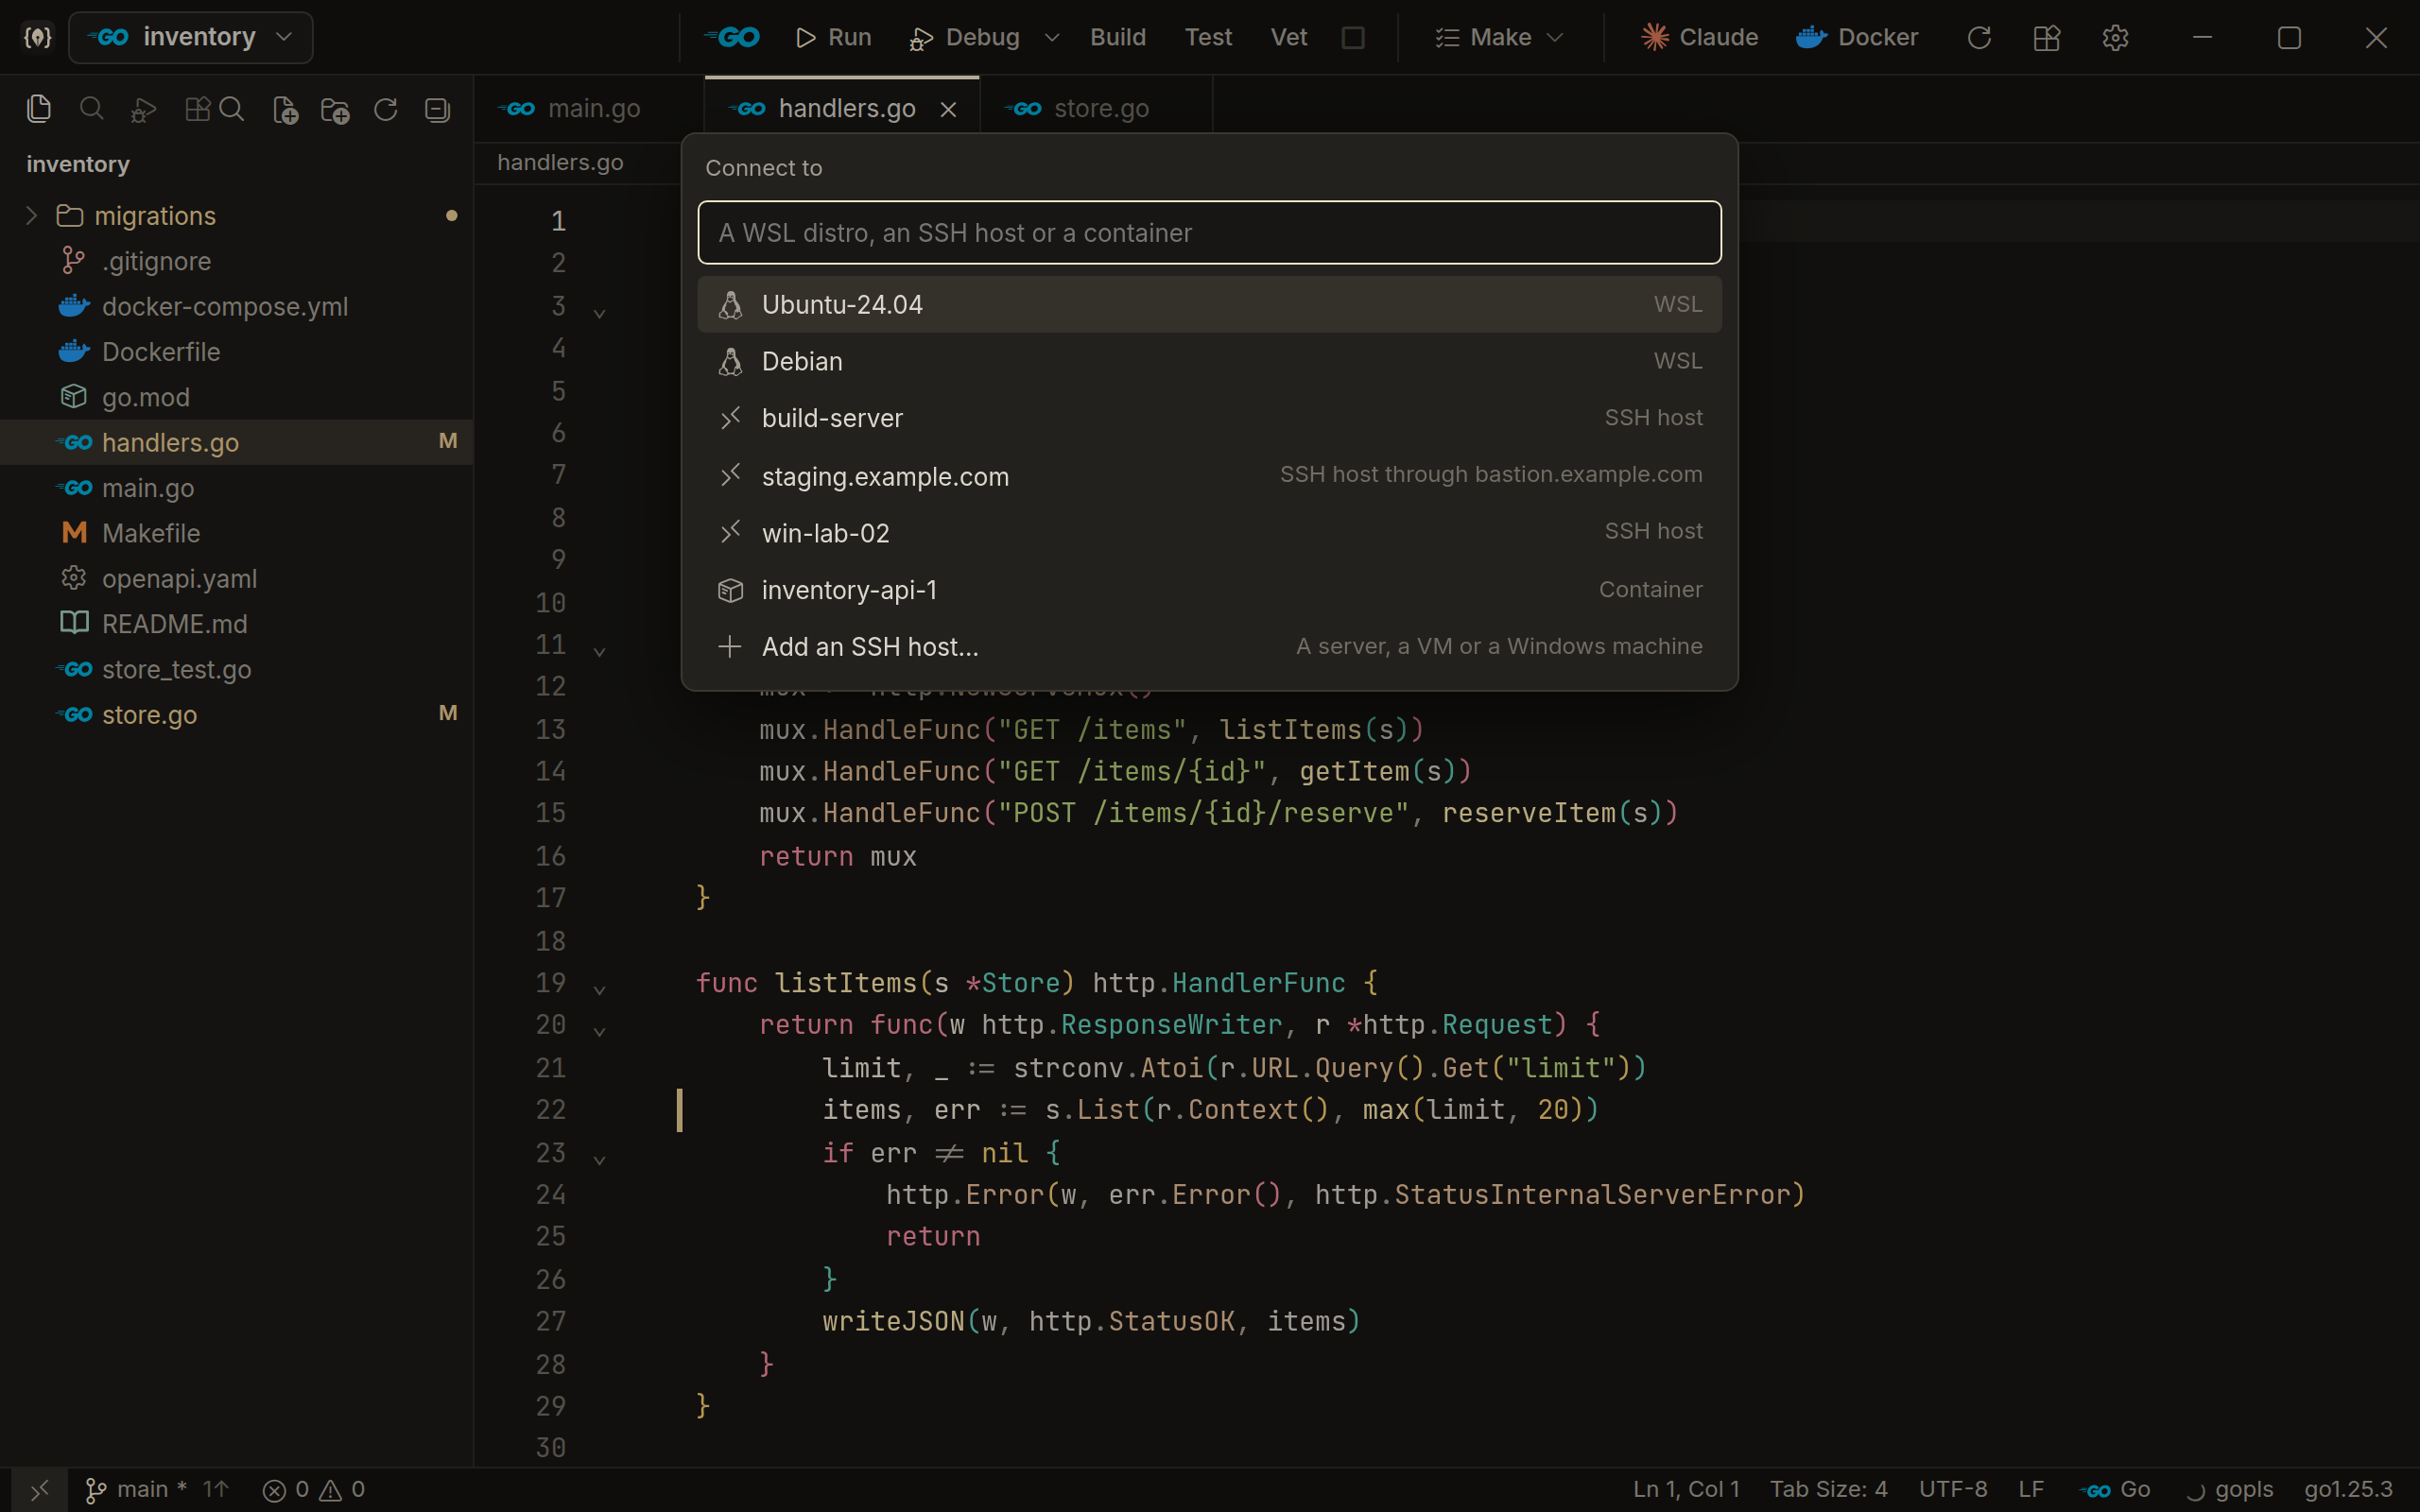 GO inventory
GO Run Debug Build Test Vet Make Claude Docker
main.go handlers.go store.go
inventory
handlers.go
migrations
.gitignore
docker-compose.yml
Dockerfile
go.mod
handlers.go M
main.go
Makefile
openapi.yaml
README.md
store_test.go
store.go M
Connect to
A WSL distro, an SSH host or a container
Ubuntu-24.04 WSL
Debian WSL
build-server SSH host
staging.example.com SSH host through bastion.example.com
win-lab-02 SSH host
inventory-api-1 Container
Add an SSH host... A server, a VM or a Windows machine
1
2
3
4
5
6
7
8
9
10
11
12
13 mux.HandleFunc("GET /items", listItems(s))
14 mux.HandleFunc("GET /items/{id}", getItem(s))
15 mux.HandleFunc("POST /items/{id}/reserve", reserveItem(s))
16 return mux
17 }
18
19 func listItems(s *Store) http.HandlerFunc {
20 return func(w http.ResponseWriter, r *http.Request) {
21 limit, _ := strconv.Atoi(r.URL.Query().Get("limit"))
22 items, err := s.List(r.Context(), max(limit, 20))
23 if err != nil {
24 http.Error(w, err.Error(), http.StatusInternalServerError)
25 return
26 }
27 writeJSON(w, http.StatusOK, items)
28 }
29 }
30
main * 1↑ 0 0 Ln 1, Col 1 Tab Size: 4 UTF-8 LF GO Go gopls go1.25.3